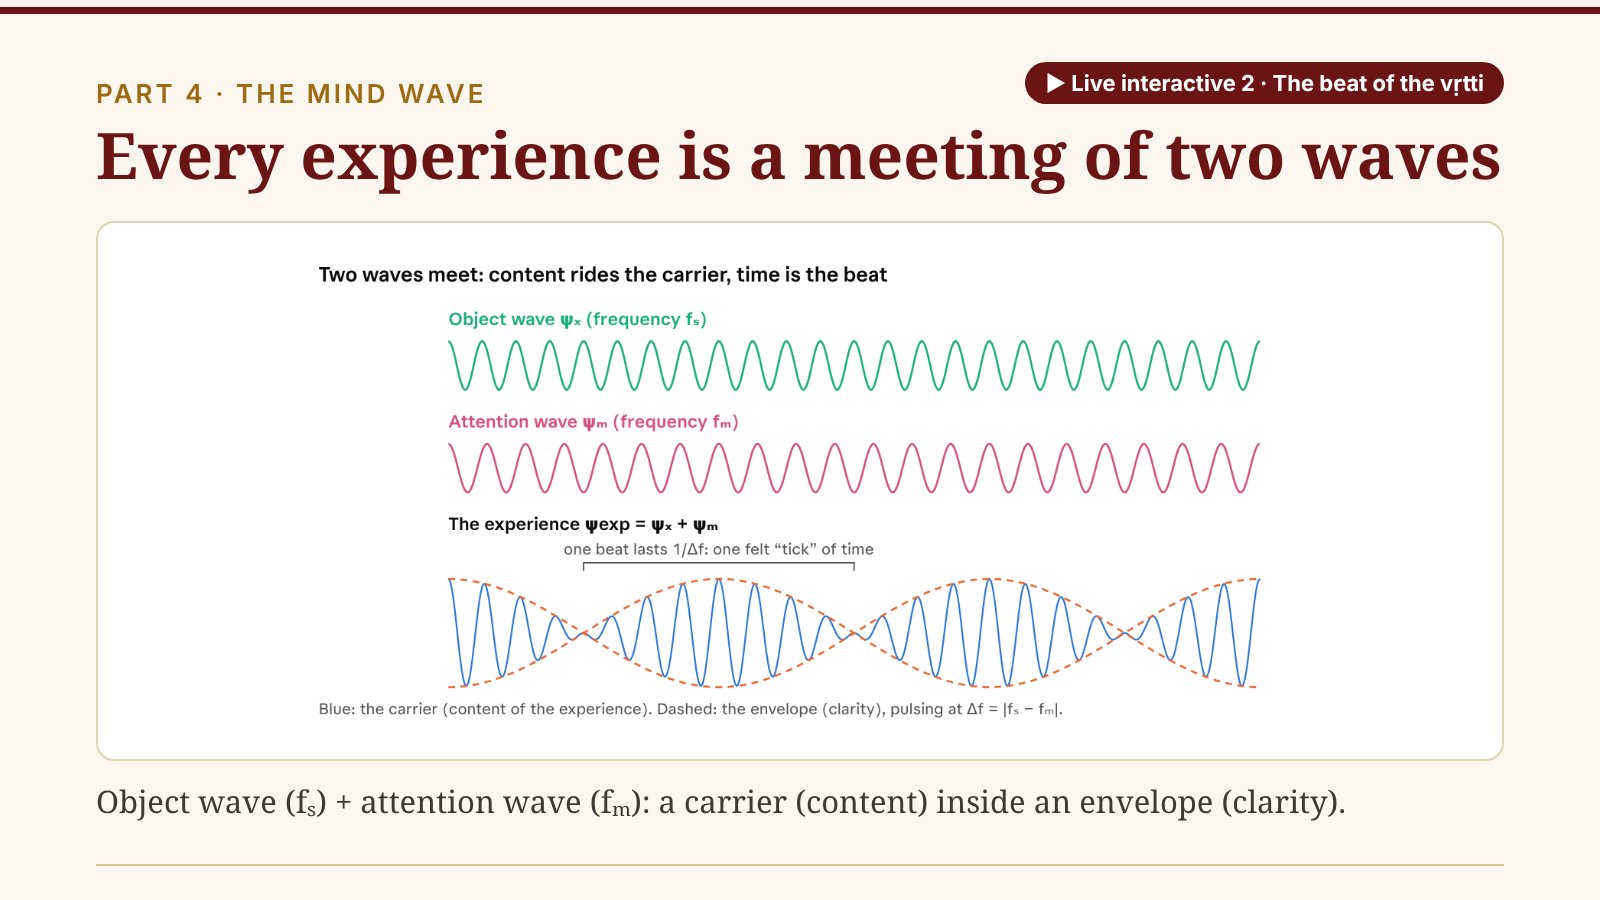 PART 4 · THE MIND WAVE
▶ Live interactive 2 · The beat of the vṛtti
Every experience is a meeting of two waves
Two waves meet: content rides the carrier, time is the beat
Object wave ψₓ (frequency fₛ)
Attention wave ψₘ (frequency fₘ)
The experience ψexp = ψₓ + ψₘ
one beat lasts 1/Δf: one felt “tick” of time
Blue: the carrier (content of the experience). Dashed: the envelope (clarity), pulsing at Δf = |fₛ − fₘ|.
Object wave (fₛ) + attention wave (fₘ): a carrier (content) inside an envelope (clarity).